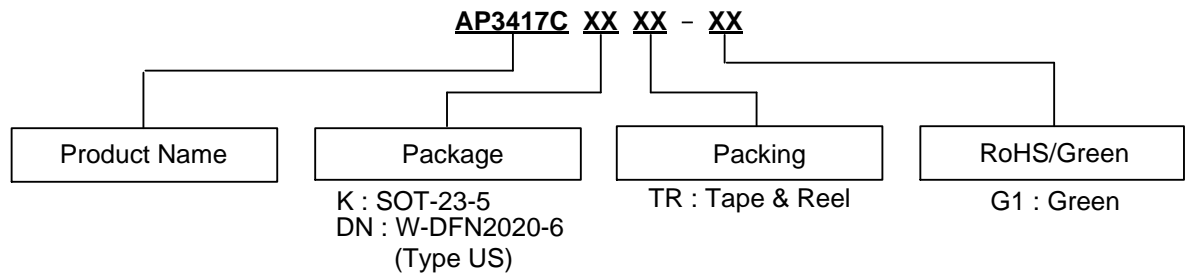 AP3417C XX XX - XX
Product Name
Package
Packing
RoHS/Green
K : SOT-23-5
DN : W-DFN2020-6
(Type US)
TR : Tape & Reel
G1 : Green